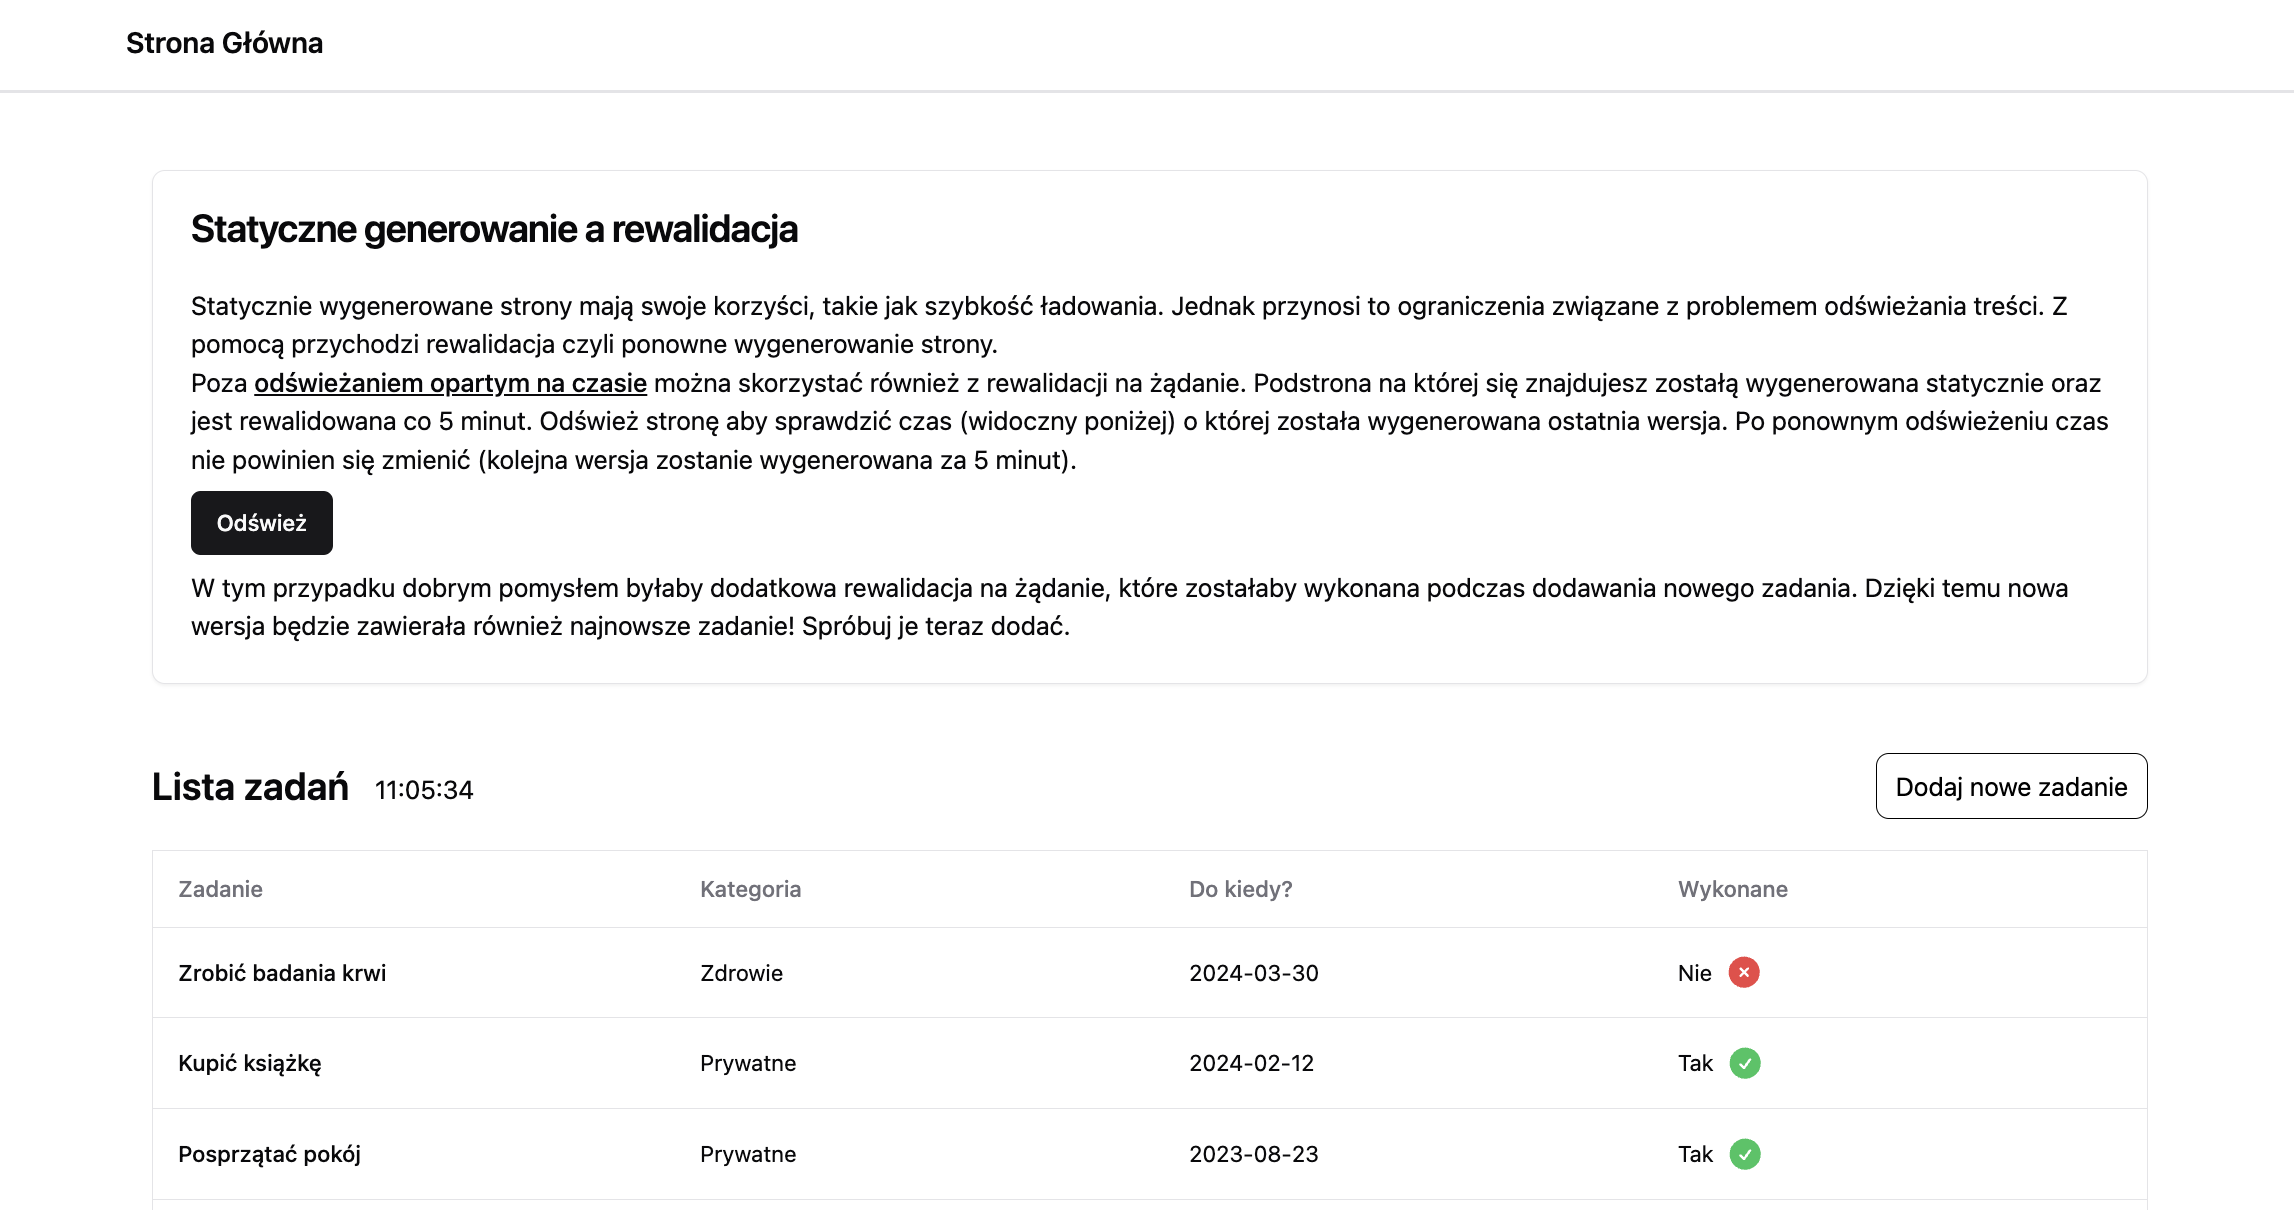 Strona Główna
Statyczne generowanie a rewalidacja
Statycznie wygenerowane strony mają swoje korzyści, takie jak szybkość ładowania. Jednak przynosi to ograniczenia związane z problemem odświeżania treści. Z
pomocą przychodzi rewalidacja czyli ponowne wygenerowanie strony.
Poza odświeżaniem opartym na czasie można skorzystać również z rewalidacji na żądanie. Podstrona na której się znajdujesz zostałą wygenerowana statycznie oraz
jest rewalidowana co 5 minut. Odśwież stronę aby sprawdzić czas (widoczny poniżej) o której została wygenerowana ostatnia wersja. Po ponownym odświeżeniu czas
nie powinien się zmienić (kolejna wersja zostanie wygenerowana za 5 minut).
Odśwież
W tym przypadku dobrym pomysłem byłaby dodatkowa rewalidacja na żądanie, które zostałaby wykonana podczas dodawania nowego zadania. Dzięki temu nowa
wersja będzie zawierała również najnowsze zadanie! Spróbuj je teraz dodać.
Lista zadań 11:05:34 Dodaj nowe zadanie
Zadanie Kategoria Do kiedy? Wykonane
Zrobić badania krwi Zdrowie 2024-03-30 Nie
Kupić książkę Prywatne 2024-02-12 Tak
Posprzątać pokój Prywatne 2023-08-23 Tak